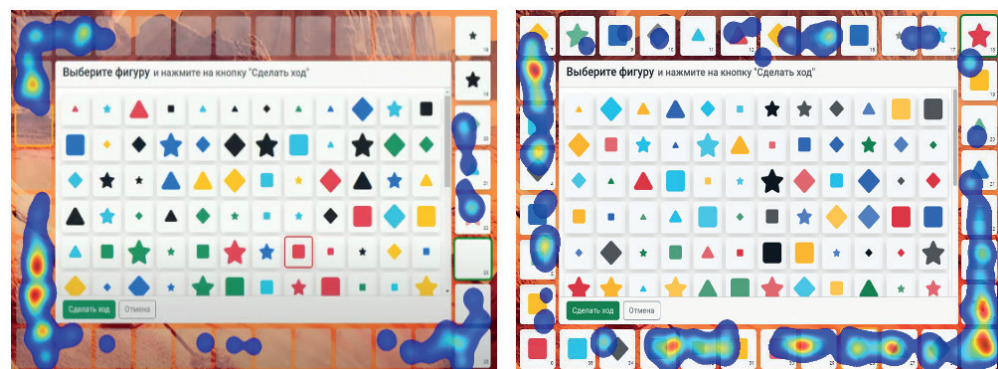 Выберите фигуру и нажмите на кнопку "Сделать ход"
Сделать ход
Отмена
Выберите фигуру и нажмите на кнопку "Сделать ход"
Сделать ход
Отмена